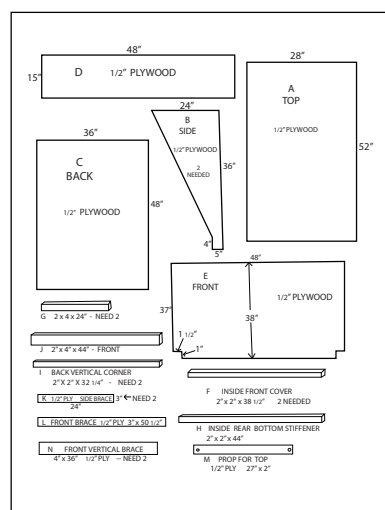 48"
15"
D 1/2" PLYWOOD
28"
A
TOP
1/2" PLYWOOD
52"
24"
B
SIDE
1/2" PLYWOOD
2
NEEDED
36"
4"
5"
36"
C
BACK
48"
1/2" PLYWOOD
48"
E
FRONT
1/2" PLYWOOD
37"
38"
1 1/2"
1"
G 2 x 4 x 24" - NEED 2
J 2" x 4" x 44" - FRONT
I BACK VERTICAL CORNER
2" X 2" X 32 1/4" - NEED 2
K 1/2" PLY SIDE BRACE 3" ← NEED 2
24"
L FRONT BRACE 1/2" PLY 3" x 50 1/2"
N FRONT VERTICAL BRACE
4" x 36" 1/2" PLY - NEED 2
F INSIDE FRONT COVER
2" x 2" x 38 1/2" 2 NEEDED
H INSIDE REAR BOTTOM STIFFENER
2" x 2" x 44"
M PROP FOR TOP
1/2" PLY 27" x 2"